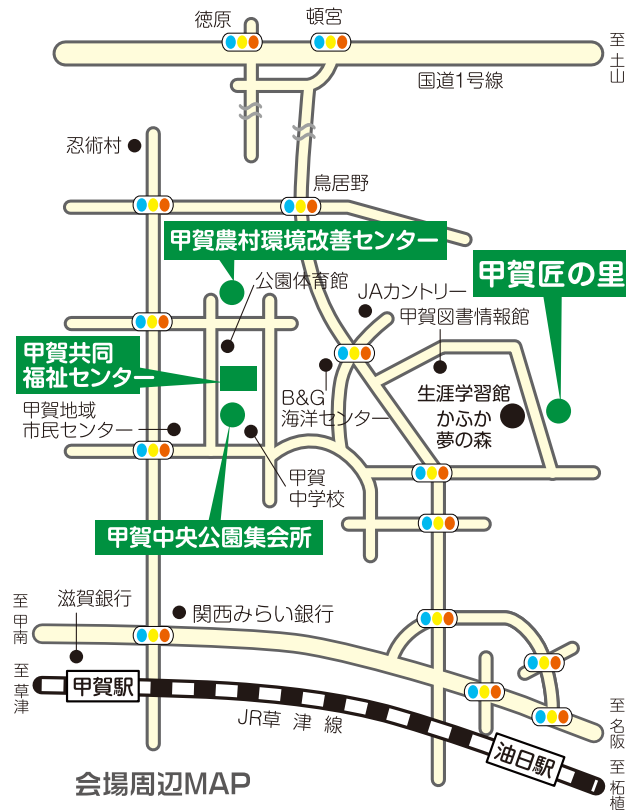 徳原
頓宮
至土山
国道1号線
忍術村
鳥居野
甲賀農村環境改善センター
公園体育館
甲賀匠の里
JAカントリー
甲賀図書情報館
甲賀共同
福祉センター
B&G
海洋センター
生涯学習館
かふか
夢の森
甲賀地域
市民センター
甲賀
中学校
甲賀中央公園集会所
至甲南
滋賀銀行
関西みらい銀行
至草津
甲賀駅
JR草津線
至名阪
油日駅
至柘植
会場周辺MAP